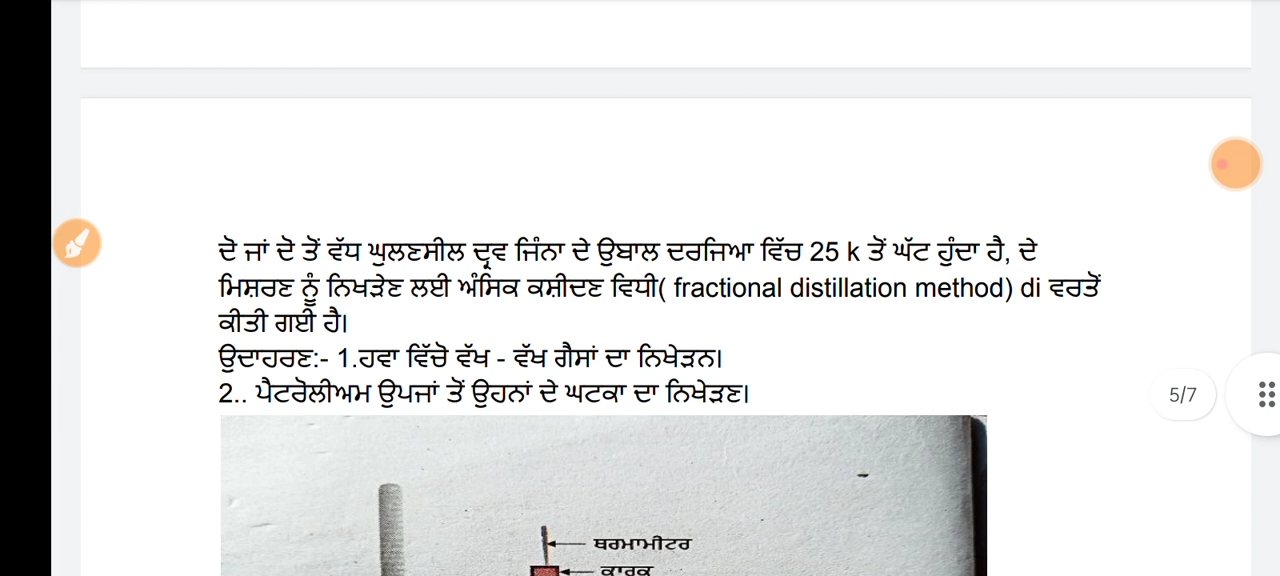 ਦੋ ਜਾਂ ਦੋ ਤੋਂ ਵੱਧ ਘੁਲਣਸੀਲ ਦ੍ਰਵ ਜਿੰਨਾ ਦੇ ਉਬਾਲ ਦਰਜਿਆ ਵਿੱਚ 25 k ਤੋਂ ਘੱਟ ਹੁੰਦਾ ਹੈ, ਦੇ
ਮਿਸ਼ਰਣ ਨੂੰ ਨਿਖੜੇਣ ਲਈ ਅੰਸਿਕ ਕਸ਼ੀਦਣ ਵਿਧੀ( fractional distillation method) di ਵਰਤੋਂ
ਕੀਤੀ ਗਈ ਹੈ।
ਉਦਾਹਰਣ:- 1.ਹਵਾ ਵਿੱਚੋ ਵੱਖ - ਵੱਖ ਗੈਸਾਂ ਦਾ ਨਿਖੇੜਨ।
2.. ਪੈਟਰੋਲੀਅਮ ਉਪਜਾਂ ਤੋਂ ਉਹਨਾਂ ਦੇ ਘਟਕਾ ਦਾ ਨਿਖੇੜਣ।
5/7
ਥਰਮਾਮੀਟਰ
ਕਾਰਕ